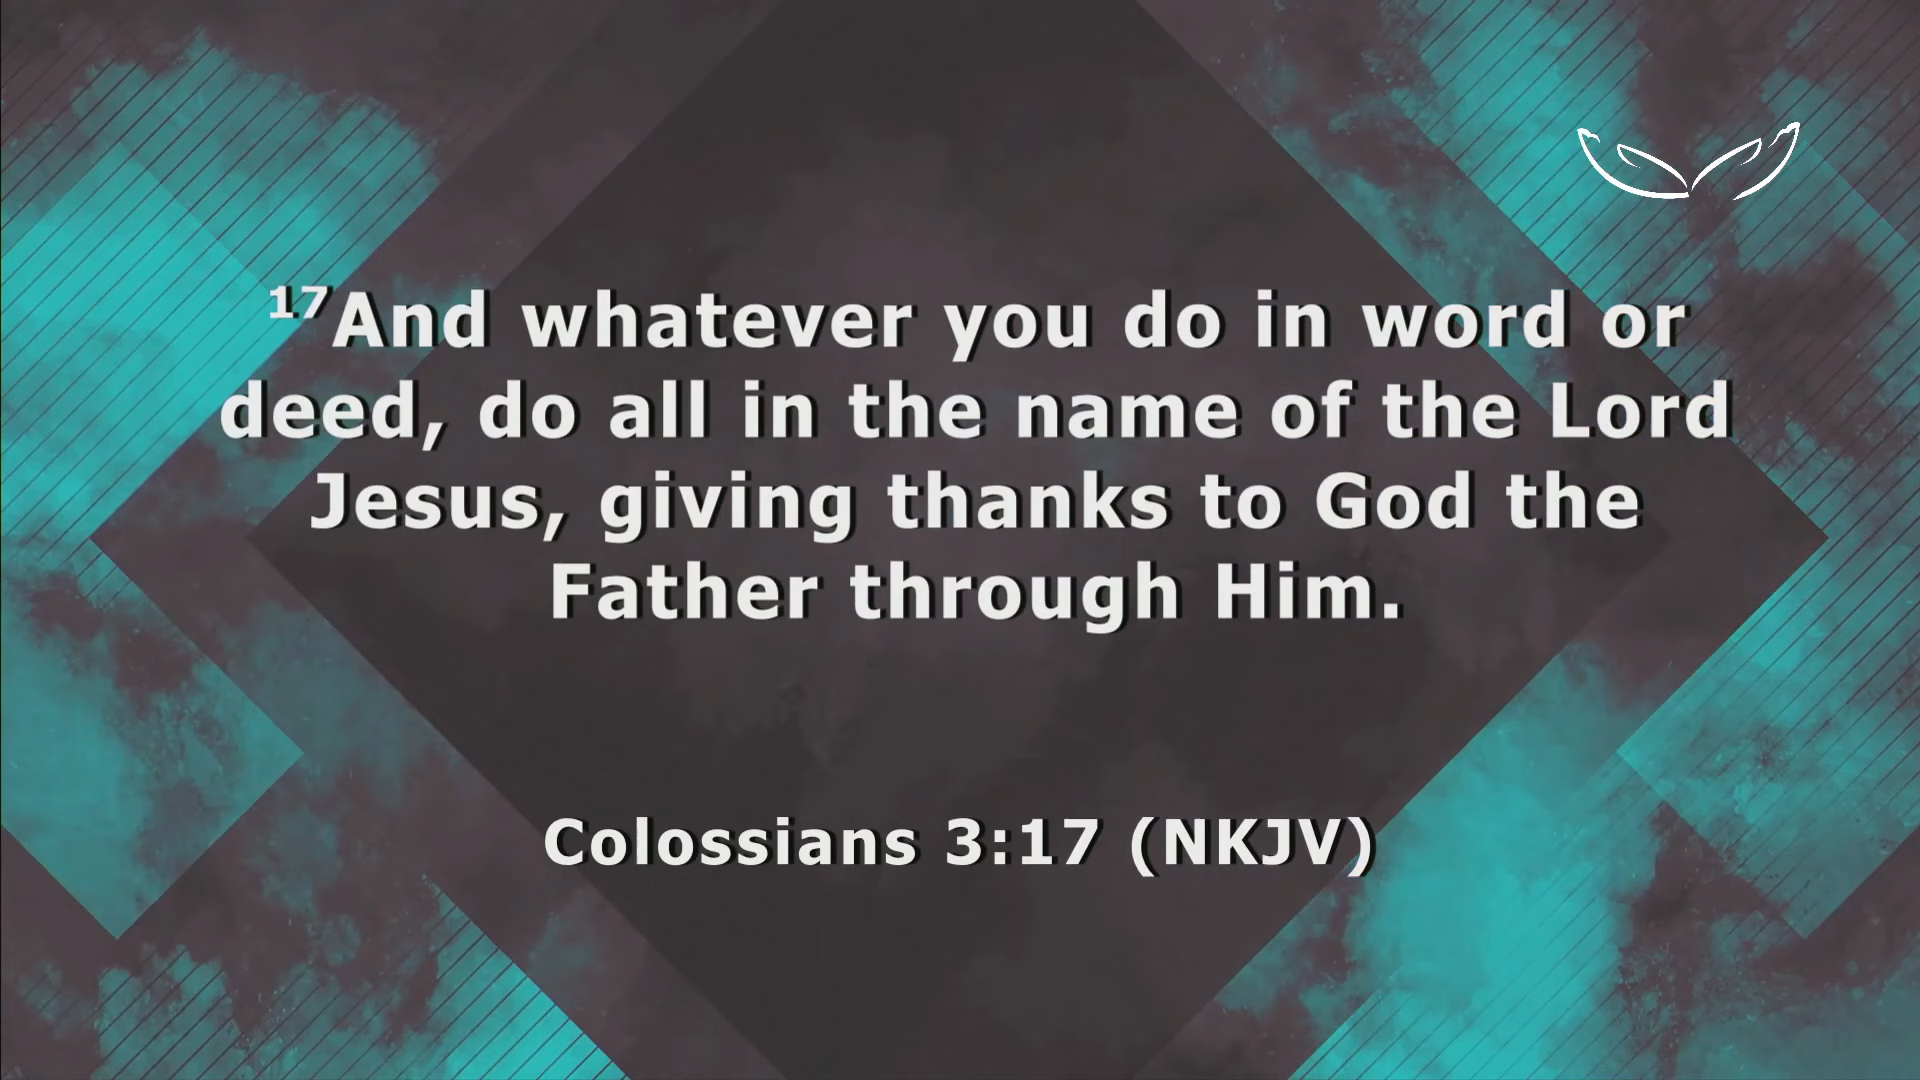 17And whatever you do in word or
deed, do all in the name of the Lord
Jesus, giving thanks to God the
Father through Him.
Colossians 3:17 (NKJV)